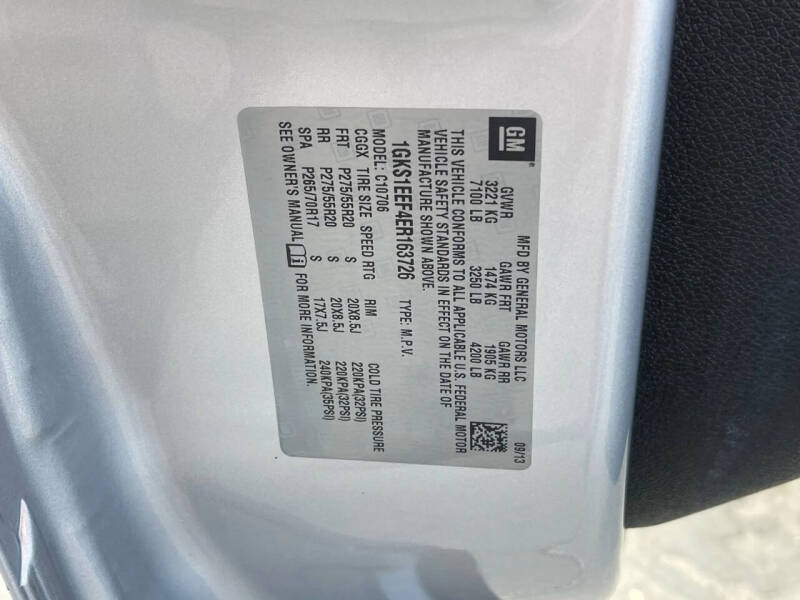 GM
MFD BY GENERAL MOTORS LLC 09/13
GVWR GAWR FRT GAWR RR
3221 KG 1474 KG 1905 KG
7100 LB 3250 LB 4200 LB
THIS VEHICLE CONFORMS TO ALL APPLICABLE U.S. FEDERAL MOTOR
VEHICLE SAFETY STANDARDS IN EFFECT ON THE DATE OF
MANUFACTURE SHOWN ABOVE.
1GKS1EEF4ER163726 TYPE: M.P.V.
MODEL: C10706
CGGX TIRE SIZE SPEED RTG RIM COLD TIRE PRESSURE
FRT P275/55R20 S 20X8.5J 220KPA(32PSI)
RR P275/55R20 S 20X8.5J 220KPA(32PSI)
SPA P265/70R17 S 17X7.5J 240KPA(35PSI)
SEE OWNER'S MANUAL i FOR MORE INFORMATION.